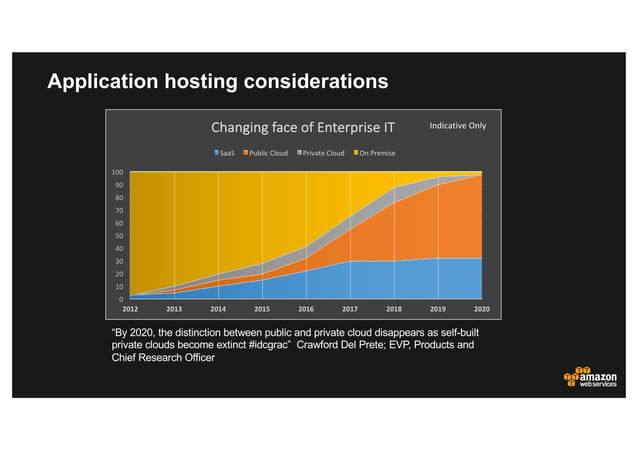 Application hosting considerations
Changing face of Enterprise IT
Indicative Only
SaaS Public Cloud Private Cloud On Premise
100
90
80
70
60
50
40
30
20
10
0
2012 2013 2014 2015 2016 2017 2018 2019 2020
“By 2020, the distinction between public and private cloud disappears as self-built
private clouds become extinct #idcgrac” Crawford Del Prete; EVP, Products and
Chief Research Officer
amazon
web services